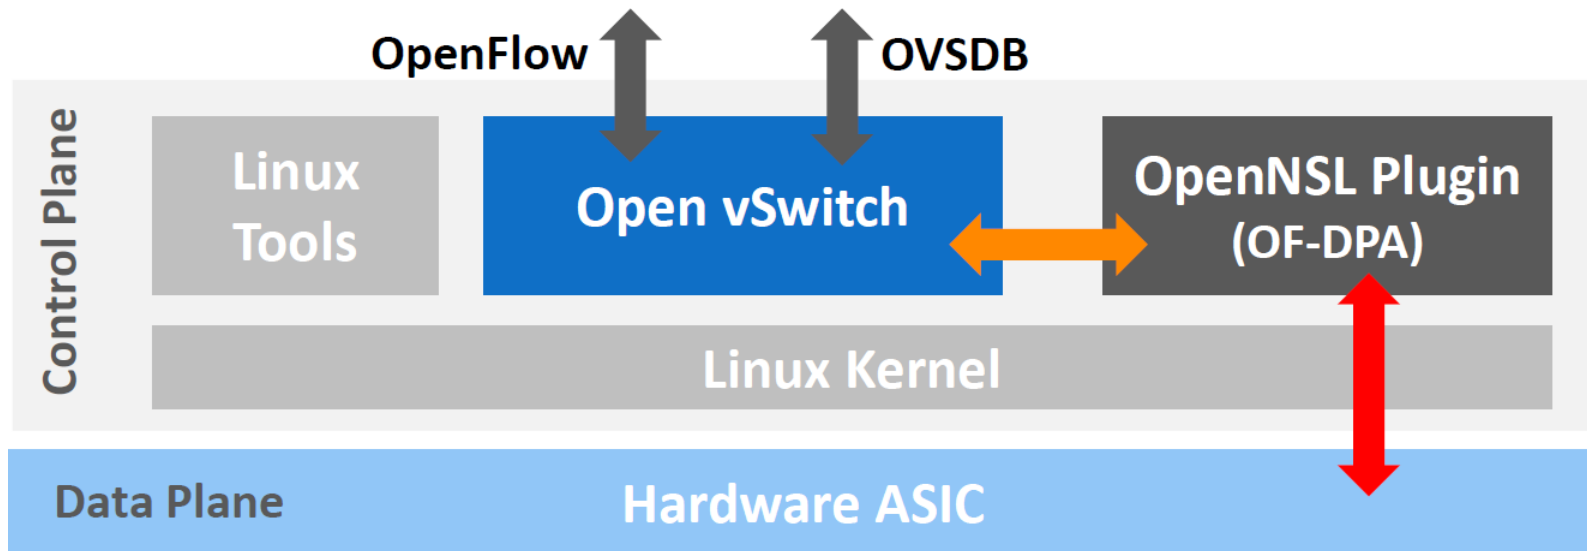 OpenFlow
OVSDB
Control Plane
Linux
Tools
Open vSwitch
OpenNSL Plugin
(OF-DPA)
Linux Kernel
Data Plane
Hardware ASIC